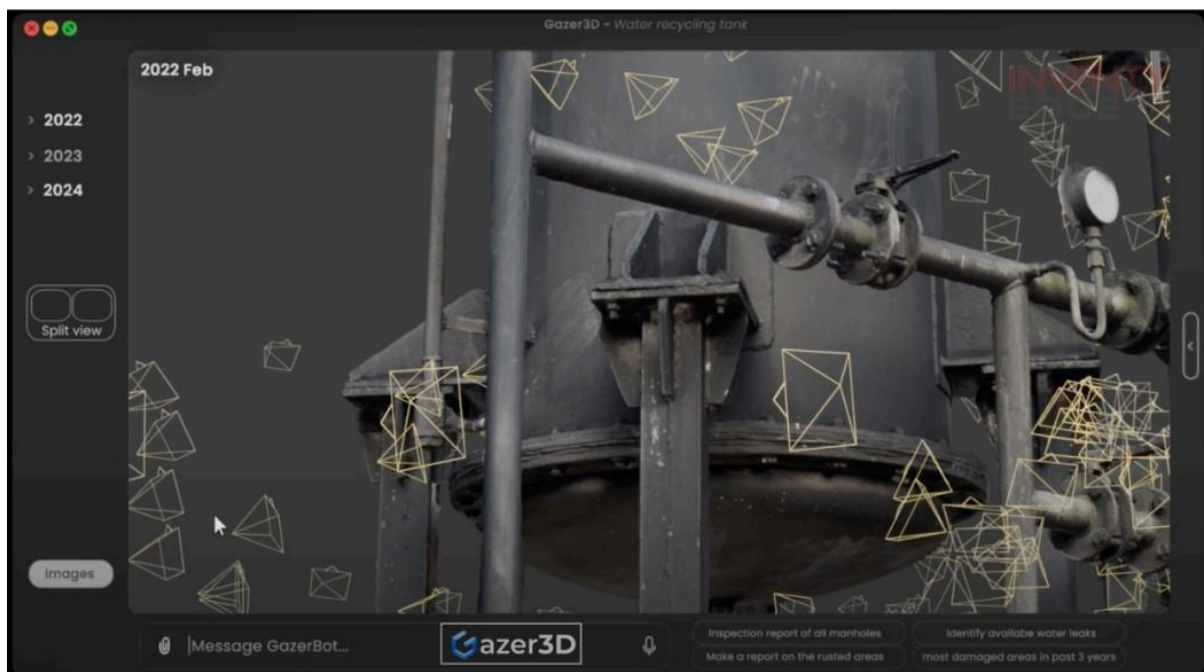 Gazer3D - Water recycling tank
2022 Feb
INVENTY
2022
2023
2024
Split view
Images
Message GazerBot...
Gazer3D
Inspection report of all manholes
Identify availabe water leaks
Make a report on the rusted areas
most damaged areas in past 3 years